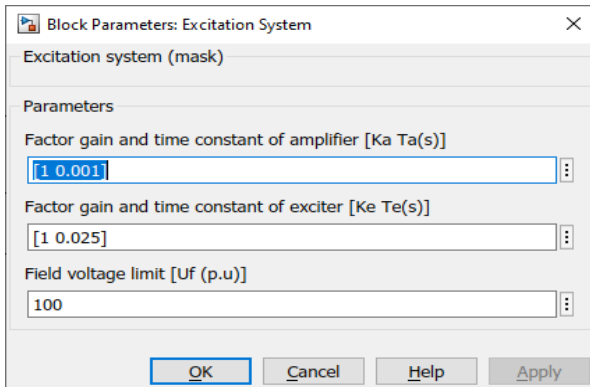 Block Parameters: Excitation System
Excitation system (mask)
Parameters
Factor gain and time constant of amplifier [Ka Ta(s)]
[1 0.001]
Factor gain and time constant of exciter [Ke Te(s)]
[1 0.025]
Field voltage limit [Uf (p.u)]
100
OK Cancel Help Apply